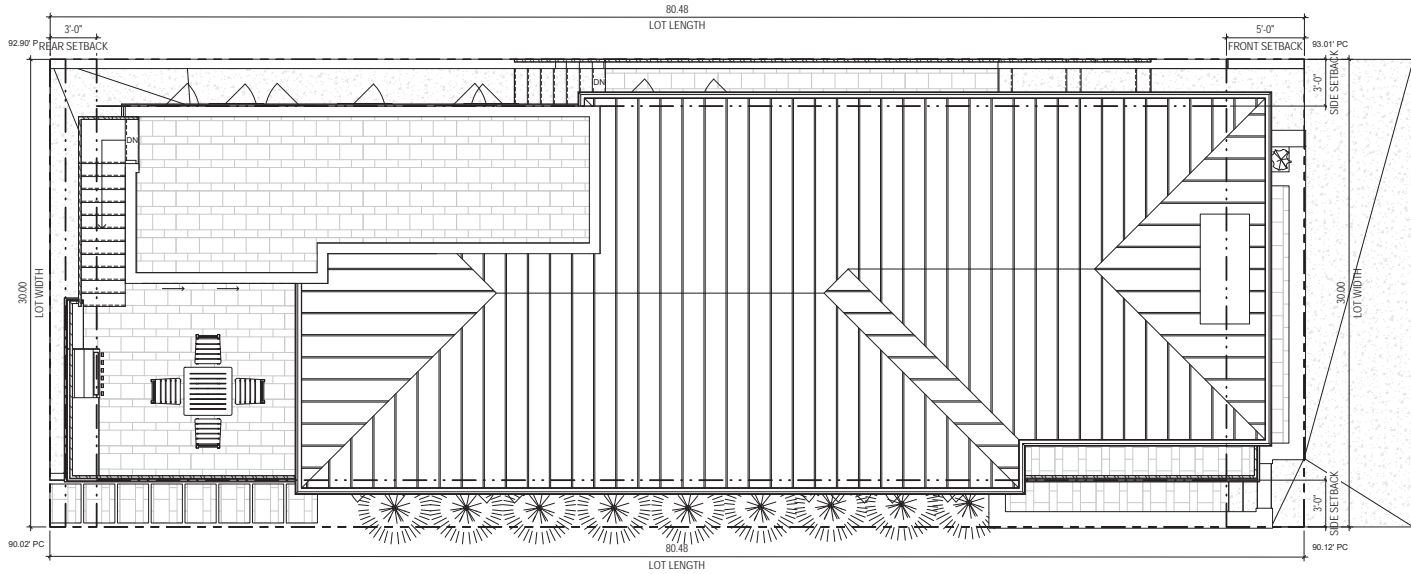 80.48
LOT LENGTH
3'-0"
5'-0"
92.90' P
REAR SETBACK
FRONT SETBACK
93.01' PC
DN
3'-0"
SIDE SETBACK
DN
30.00
LOT WIDTH
30.00
LOT WIDTH
3'-0"
SIDE SETBACK
90.02' PC
80.48
LOT LENGTH
90.12' PC